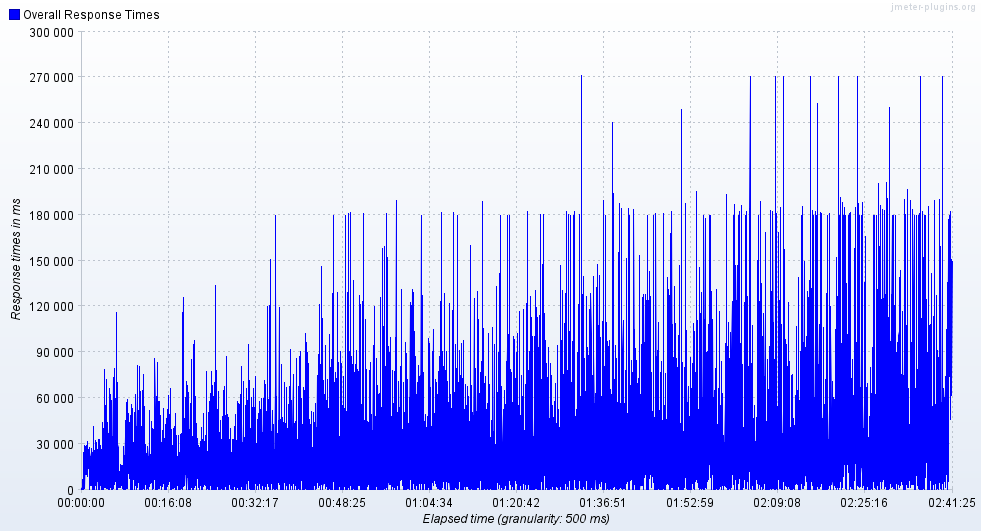 jmeter-plugins.org
Overall Response Times
300 000
270 000
240 000
210 000
180 000
150 000
120 000
90 000
60 000
30 000
0
Response times in ms
00:00:00 00:16:08 00:32:17 00:48:25 01:04:34 01:20:42 01:36:51 01:52:59 02:09:08 02:25:16 02:41:25
Elapsed time (granularity: 500 ms)